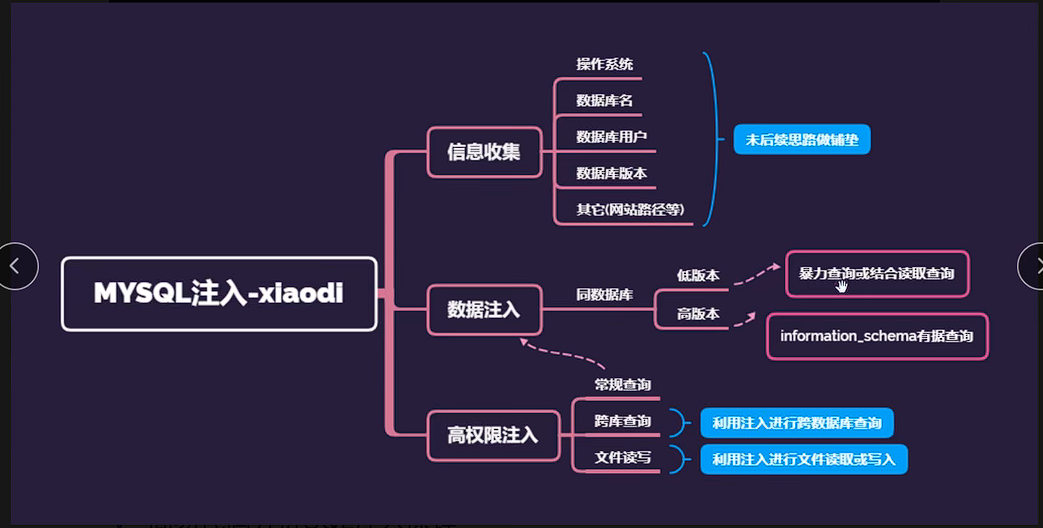 操作系统
数据库名
数据库用户
数据库版本
其它(网站路径等)
信息收集
未后续思路做铺垫
MYSQL注入-xiaodi
数据注入
同数据库
低版本
暴力查询或结合读取查询
高版本
information_schema有据查询
高权限注入
常规查询
跨库查询
利用注入进行跨数据库查询
文件读写
利用注入进行文件读取或写入